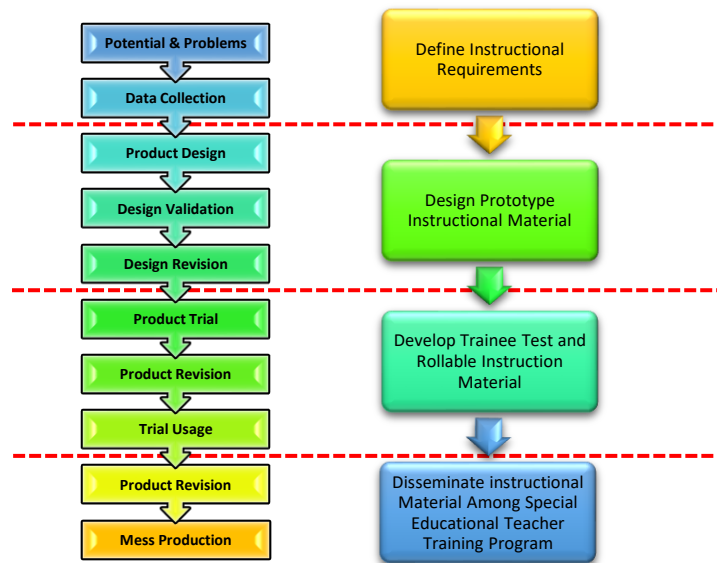 Potential & Problems
Data Collection
Product Design
Design Validation
Design Revision
Product Trial
Product Revision
Trial Usage
Product Revision
Mess Production
Define Instructional
Requirements
Design Prototype
Instructional Material
Develop Trainee Test and
Rollable Instruction
Material
Disseminate instructional
Material Among Special
Educational Teacher
Training Program